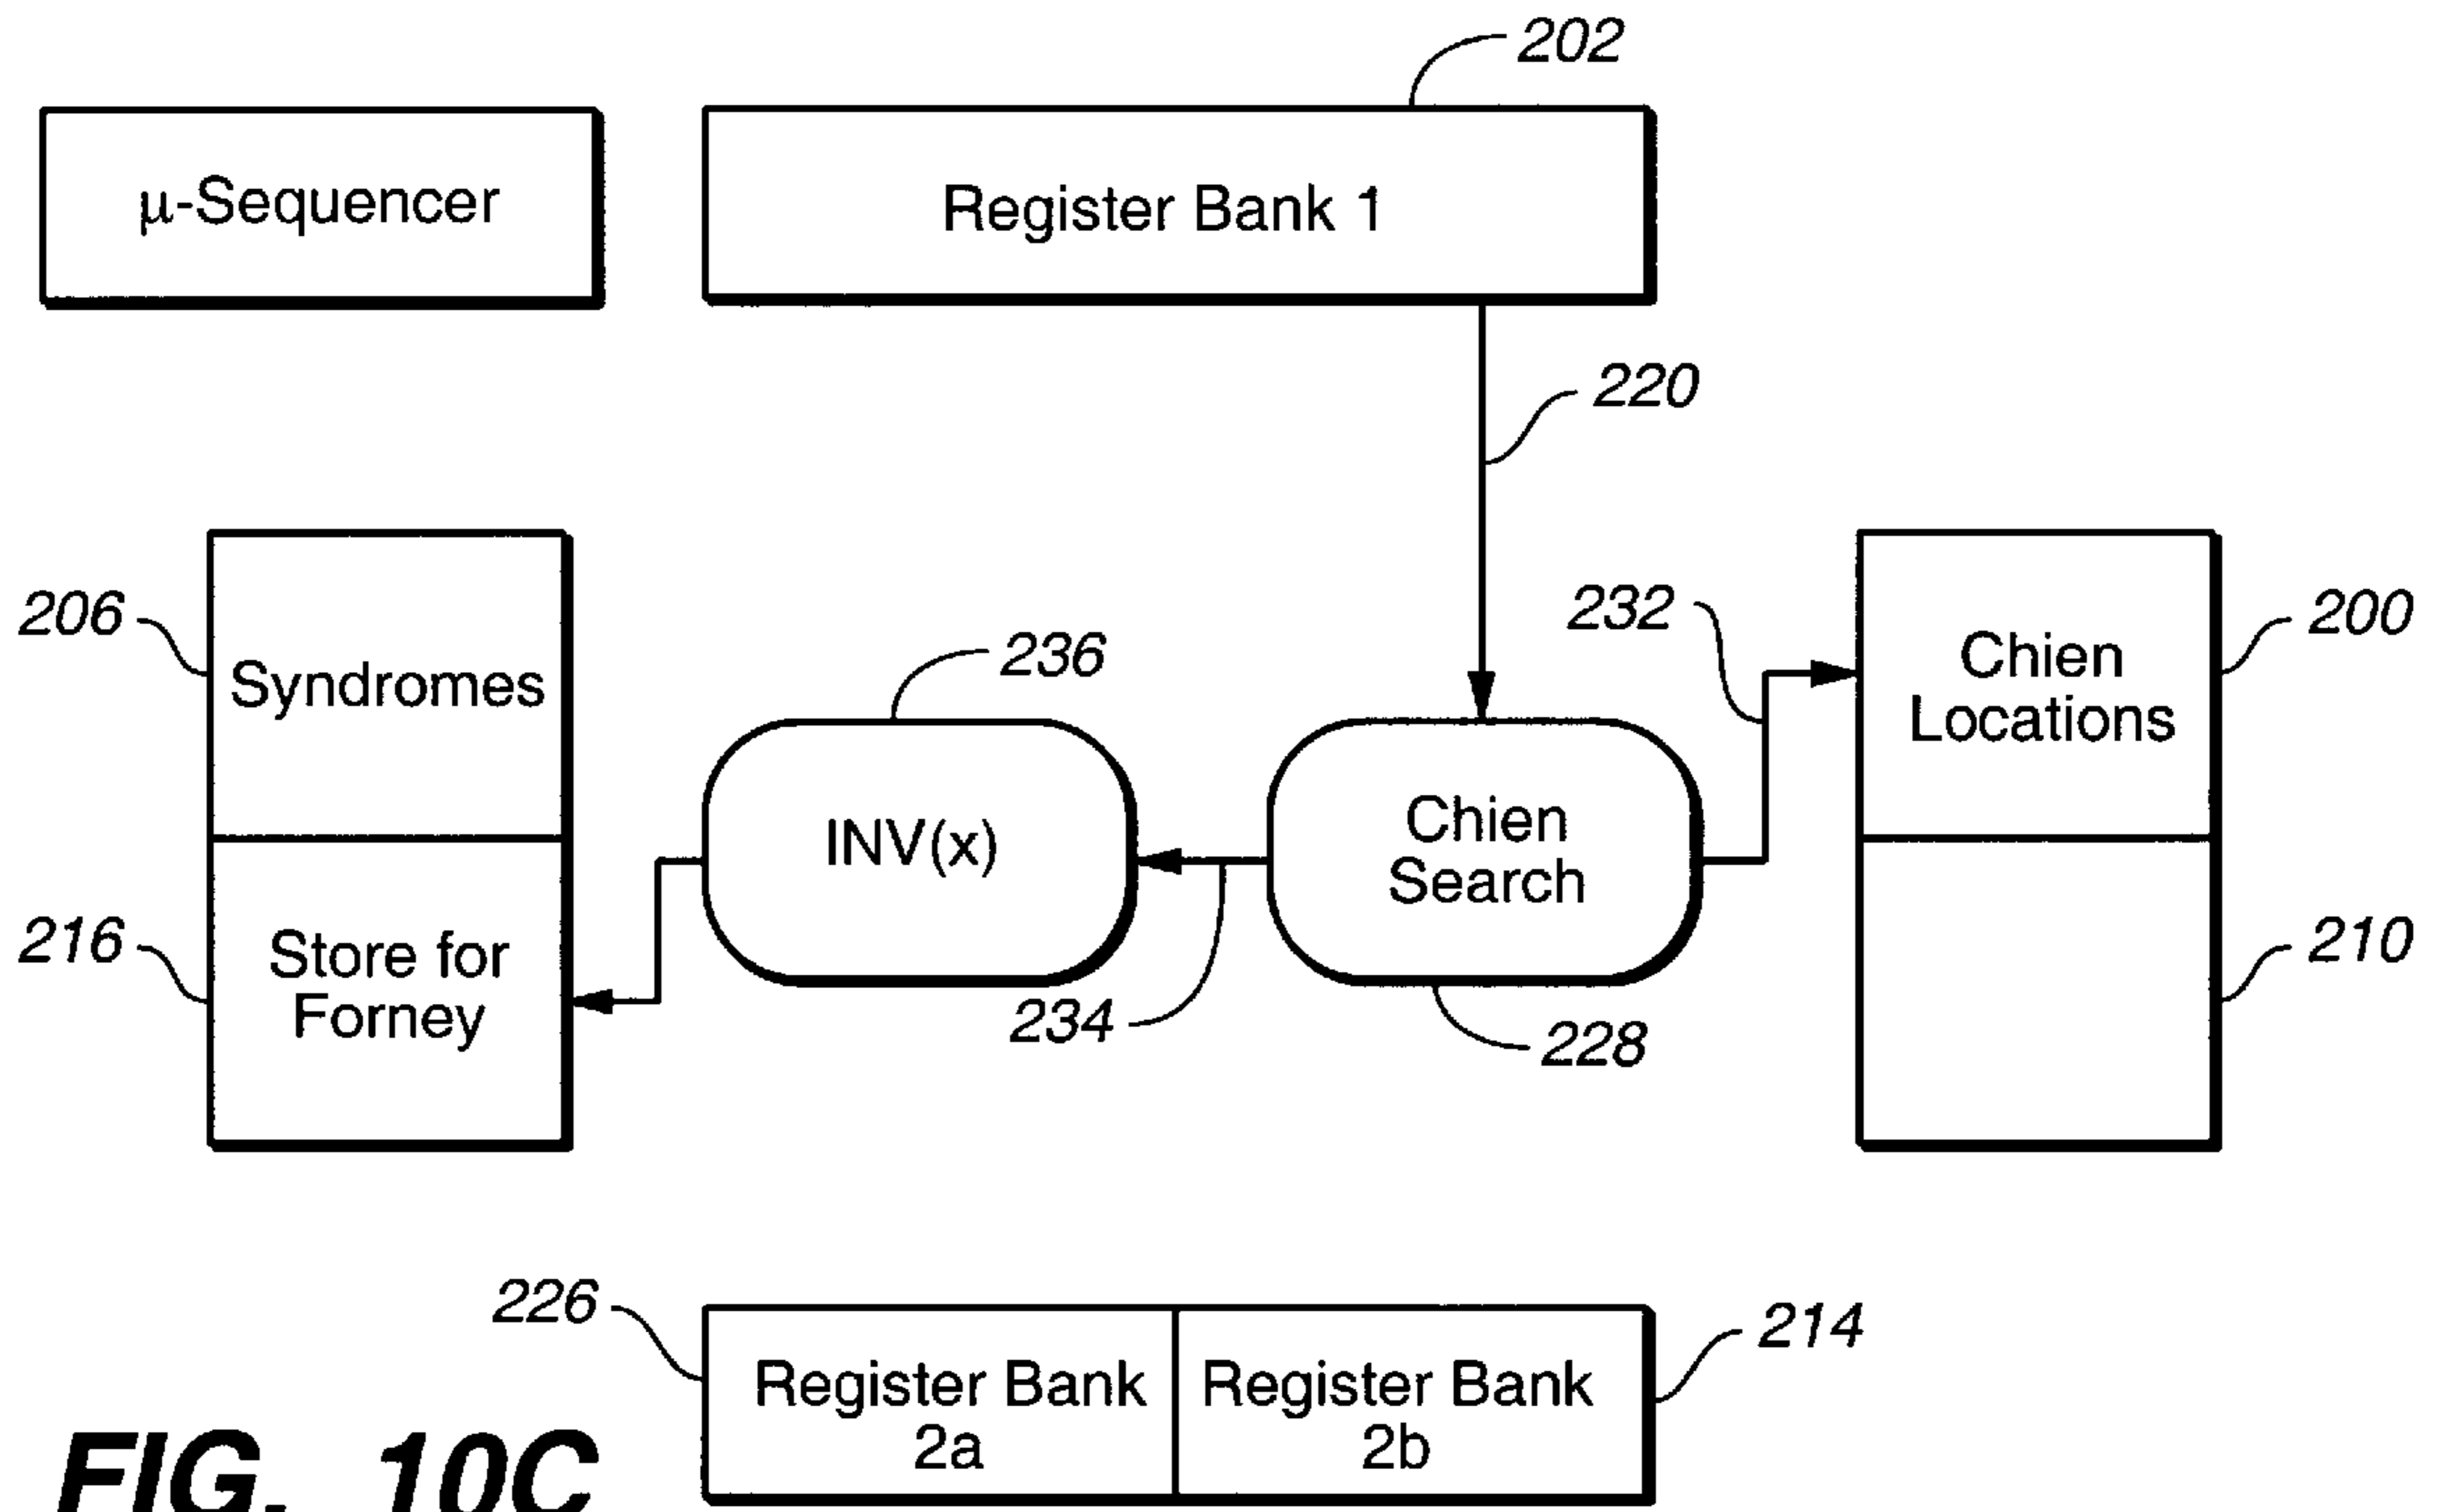 202
µ-Sequencer
Register Bank 1
220
206
Syndromes
236
232
Chien
Locations
200
INV(x)
Chien
Search
216
Store for
Forney
234
228
210
226
Register Bank
2a
Register Bank
2b
214
FIG. 10C